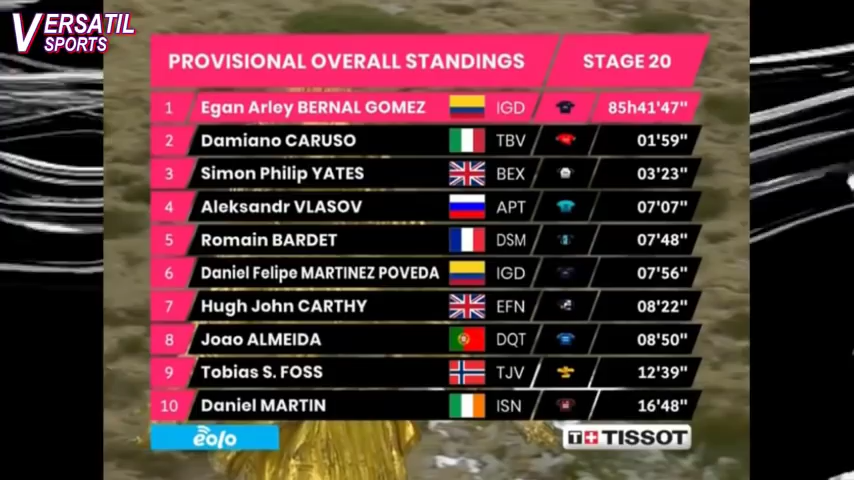 VERSATIL
SPORTS
PROVISIONAL OVERALL STANDINGS STAGE 20
1 Egan Arley BERNAL GOMEZ IGD 85h41'47"
2 Damiano CARUSO TBV 01'59"
3 Simon Philip YATES BEX 03'23"
4 Aleksandr VLASOV APT 07'07"
5 Romain BARDET DSM 07'48"
6 Daniel Felipe MARTINEZ POVEDA IGD 07'56"
7 Hugh John CARTHY EFN 08'22"
8 Joao ALMEIDA DQT 08'50"
9 Tobias S. FOSS TJV 12'39"
10 Daniel MARTIN ISN 16'48"
eolo T+ TISSOT